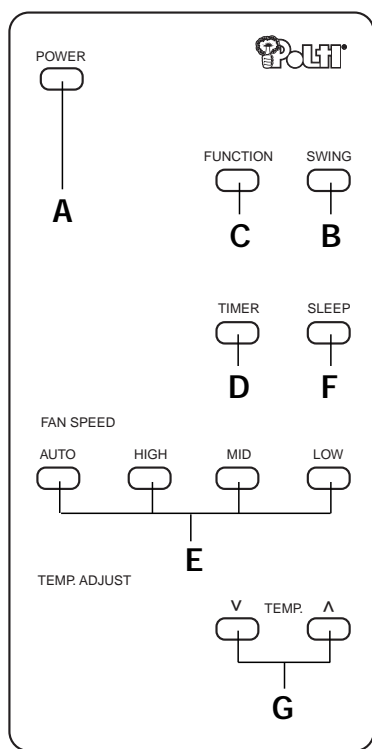 POWER
Polti
A
FUNCTION SWING
C B
TIMER SLEEP
D F
FAN SPEED
AUTO HIGH MID LOW
E
TEMP. ADJUST
V TEMP. Λ
G